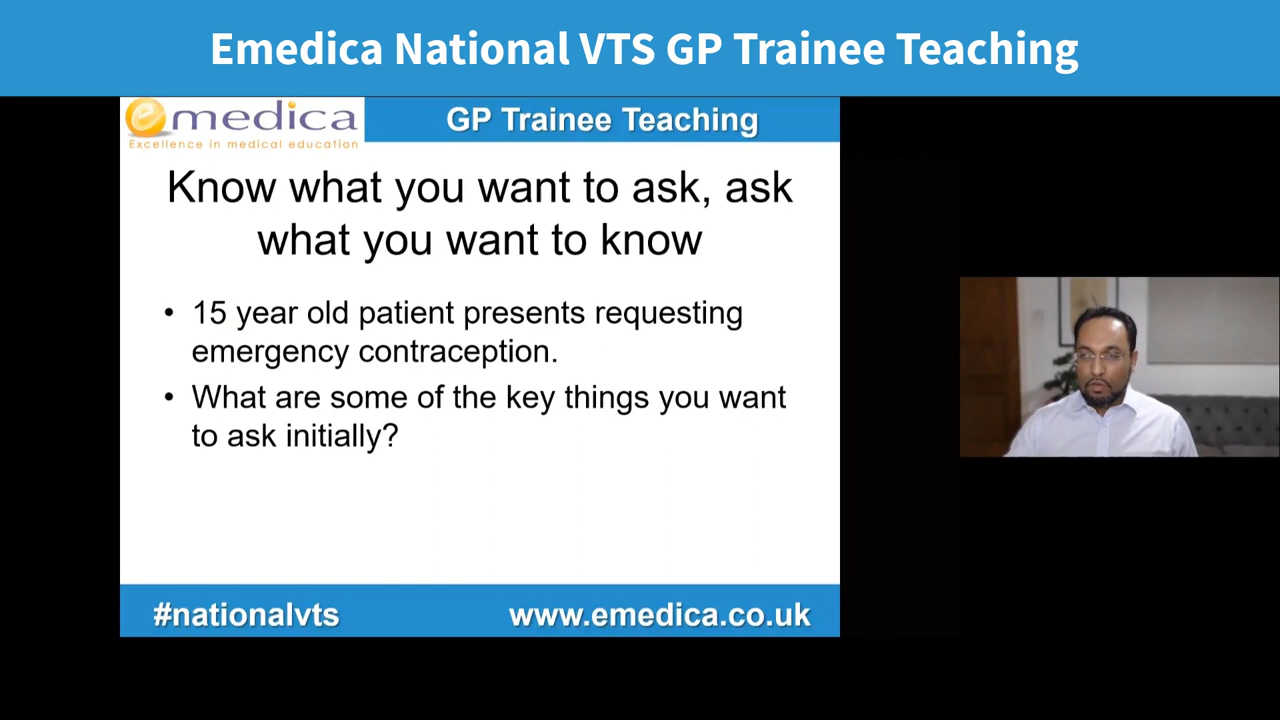 Emedica National VTS GP Trainee Teaching
emedica
Excellence in medical education
GP Trainee Teaching
Know what you want to ask, ask
what you want to know
• 15 year old patient presents requesting
emergency contraception.
• What are some of the key things you want
to ask initially?
#nationalvts
www.emedica.co.uk